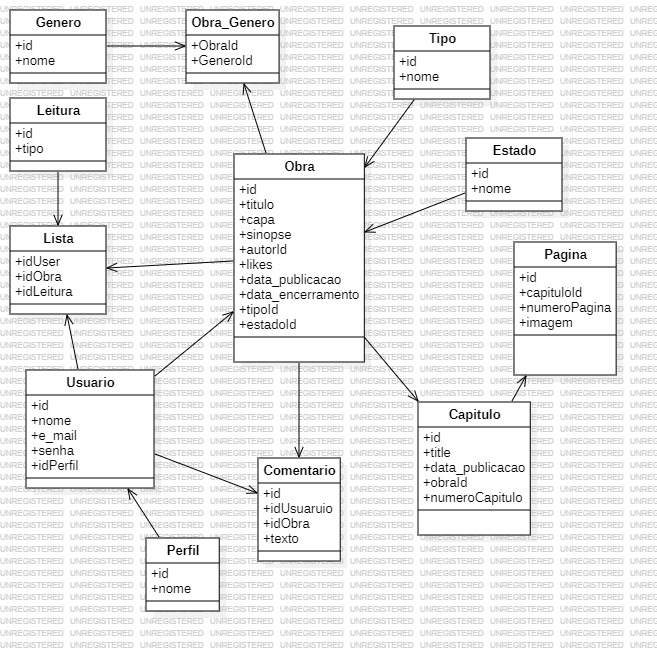 Genero
+id
+nome
Obra_Genero
+ObraId
+GeneroId
Tipo
+id
+nome
Leitura
+id
+tipo
Estado
+id
+nome
Obra
+id
+titulo
+capa
+sinopse
+autorId
+likes
+data_publicacao
+data_encerramento
+tipoId
+estadoId
Lista
+idUser
+idObra
+idLeitura
Pagina
+id
+capituloId
+numeroPagina
+imagem
Usuario
+id
+nome
+e_mail
+senha
+idPerfil
Capitulo
+id
+title
+data_publicacao
+obraId
+numeroCapitulo
Comentario
+id
+idUsuaruio
+idObra
+texto
Perfil
+id
+nome
UNREGISTERED